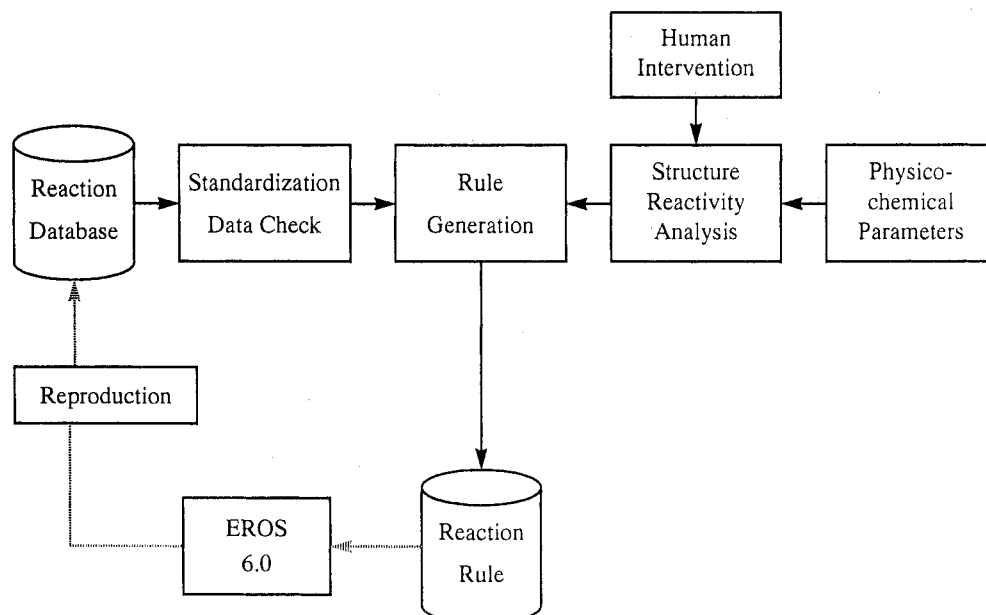 Human
Intervention
Reaction
Database
Standardization
Data Check
Rule
Generation
Structure
Reactivity
Analysis
Physico-
chemical
Parameters
Reproduction
EROS
6.0
Reaction
Rule